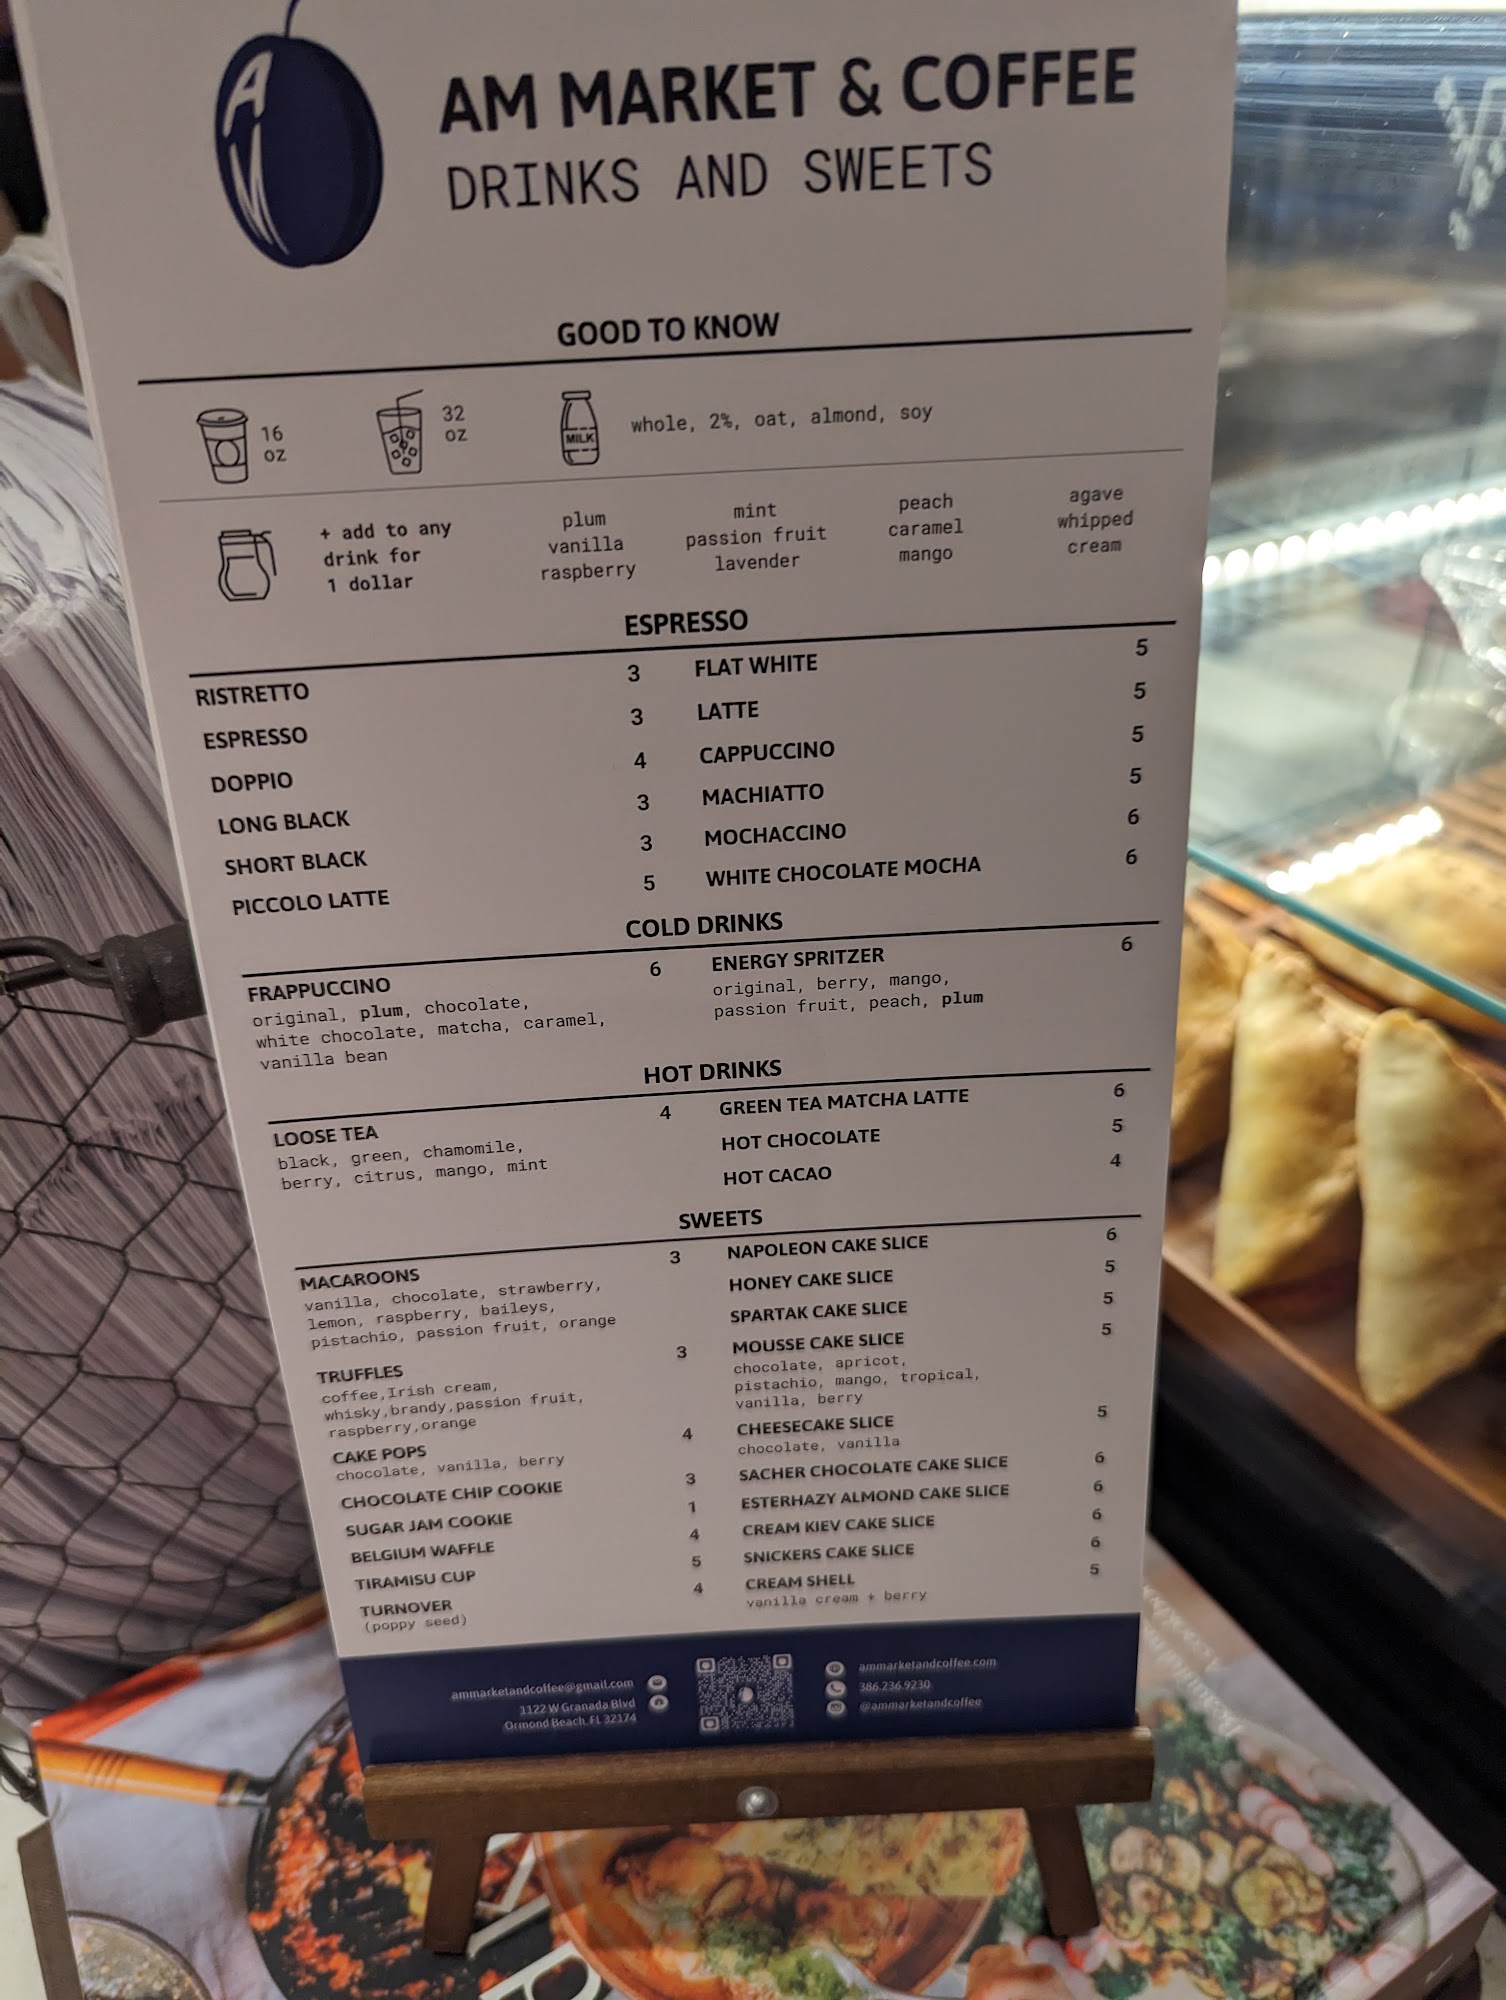 AM
AM MARKET & COFFEE
DRINKS AND SWEETS
GOOD TO KNOW
16 oz
32 oz
MILK
whole, 2%, oat, almond, soy
+ add to any drink for 1 dollar
plum
vanilla
raspberry
mint
passion fruit
lavender
peach
caramel
mango
agave
whipped
cream
ESPRESSO
RISTRETTO 3
ESPRESSO 3
DOPPIO 4
LONG BLACK 3
SHORT BLACK 3
PICCOLO LATTE 5
FLAT WHITE 5
LATTE 5
CAPPUCCINO 5
MACHIATTO 5
MOCHACCINO 6
WHITE CHOCOLATE MOCHA 6
COLD DRINKS
FRAPPUCCINO 6
original, plum, chocolate,
white chocolate, matcha, caramel,
vanilla bean
ENERGY SPRITZER 6
original, berry, mango,
passion fruit, peach, plum
HOT DRINKS
LOOSE TEA 4
black, green, chamomile,
berry, citrus, mango, mint
GREEN TEA MATCHA LATTE 6
HOT CHOCOLATE 5
HOT CACAO 4
SWEETS
MACAROONS 3
vanilla, chocolate, strawberry,
lemon, raspberry, baileys,
pistachio, passion fruit, orange
TRUFFLES 3
coffee,Irish cream,
whisky,brandy,passion fruit,
raspberry,orange
CAKE POPS 4
chocolate, vanilla, berry
CHOCOLATE CHIP COOKIE 3
SUGAR JAM COOKIE 1
BELGIUM WAFFLE 4
TIRAMISU CUP 5
TURNOVER 4
(poppy seed)
NAPOLEON CAKE SLICE 6
HONEY CAKE SLICE 5
SPARTAK CAKE SLICE 5
MOUSSE CAKE SLICE 5
chocolate, apricot,
pistachio, mango, tropical,
vanilla, berry
CHEESECAKE SLICE 5
chocolate, vanilla
SACHER CHOCOLATE CAKE SLICE 6
ESTERHAZY ALMOND CAKE SLICE 6
CREAM KIEV CAKE SLICE 6
SNICKERS CAKE SLICE 6
CREAM SHELL 5
vanilla cream + berry
ammarketandcoffee@gmail.com
1122 W Granada Blvd
Ormond Beach, FL 32174
ammarketandcoffee.com
386.236.9230
@ammarketandcoffee